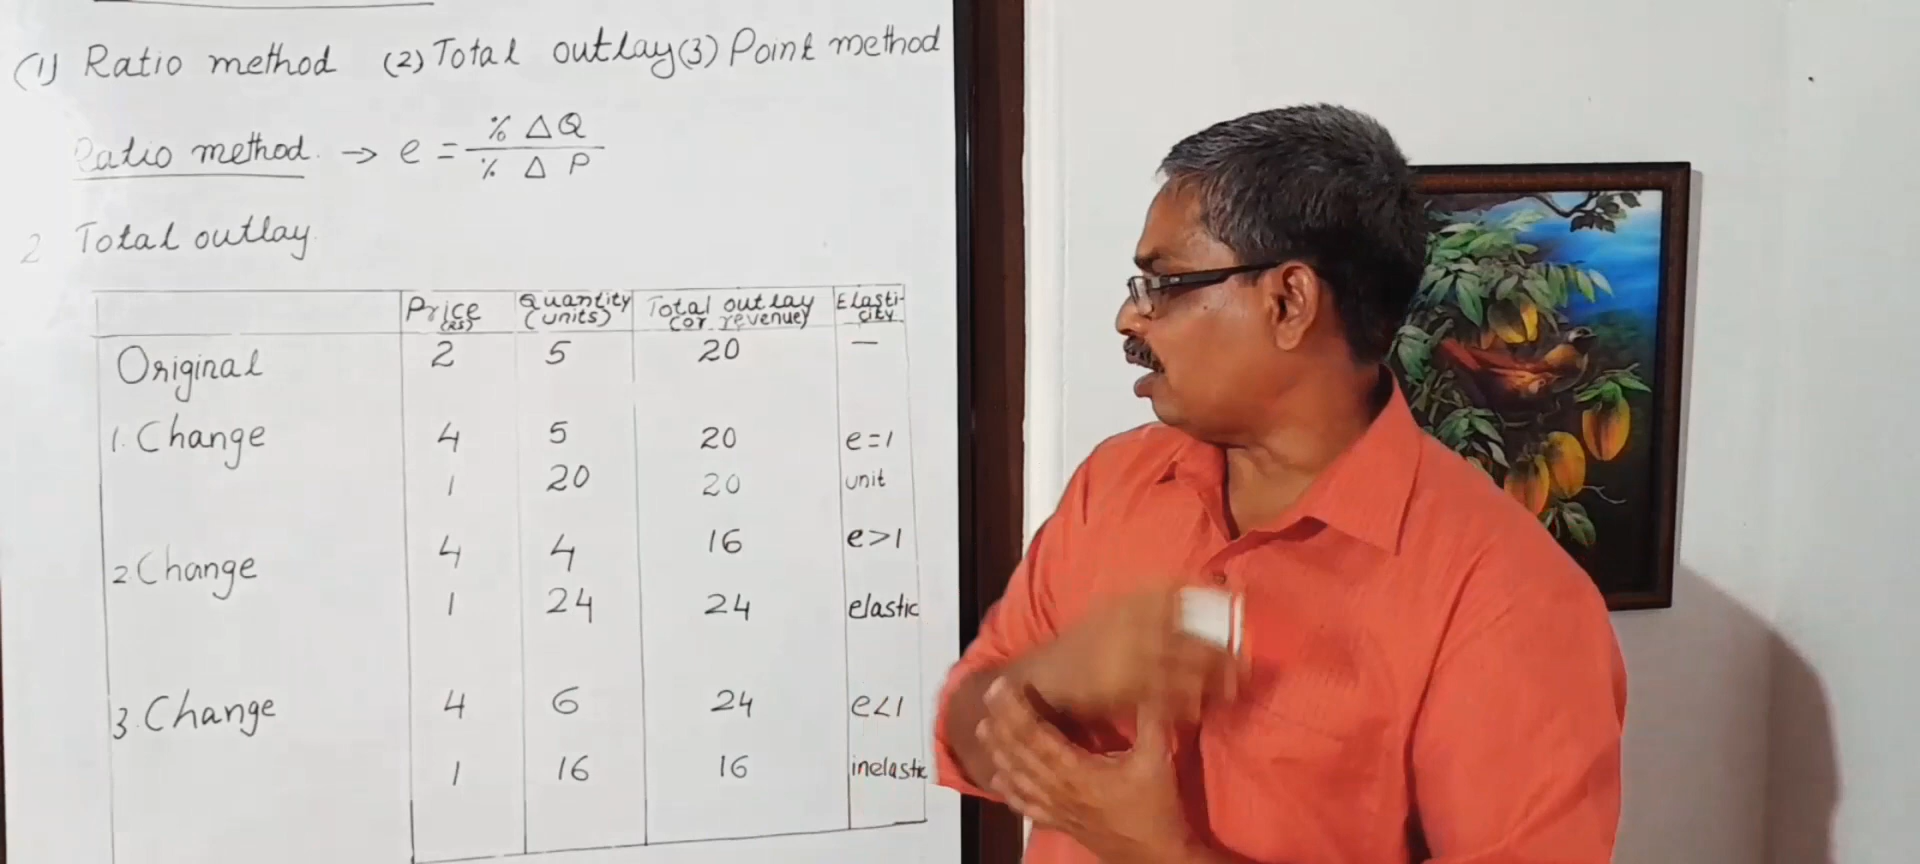 (1) Ratio method (2) Total outlay (3) Point method
Ratio method. → e = % ΔQ / % Δ P
2 Total outlay.
Price (RS) Quantity (units) Total outlay (or revenue) Elasticity
Original 2 5 20 —
1. Change 4 5 20 e=1
1 20 20 unit
2 Change 4 4 16 e>1
1 24 24 elastic
3. Change 4 6 24 e<1
1 16 16 inelastic